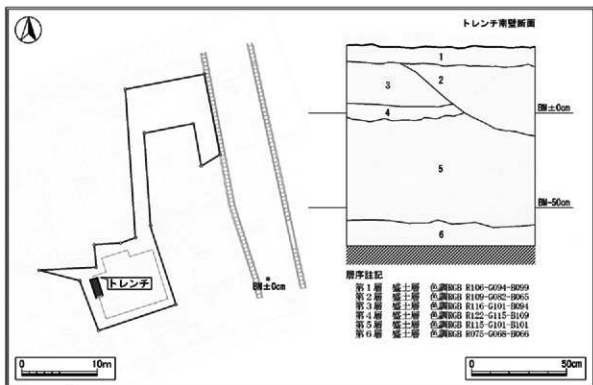 トレンチ南壁断面
1
2
3
BM±0cm
4
5
BM-50cm
6
トレンチ
BM±0cm
層序註記
第1層 盛土層 色調RGB R106-G094-B099
第2層 盛土層 色調RGB R109-G082-B065
第3層 盛土層 色調RGB R116-G101-B094
第4層 盛土層 色調RGB R122-G115-B109
第5層 盛土層 色調RGB R115-G101-B101
第6層 盛土層 色調RGB R075-G068-B066
0 10m
0 50cm